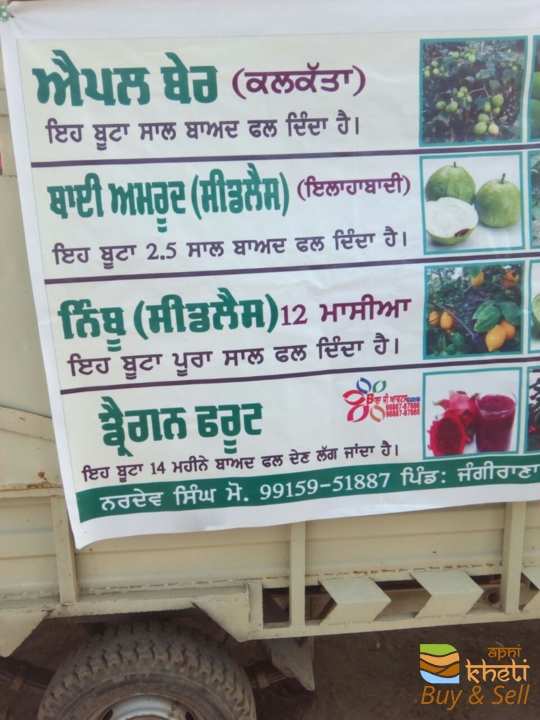 ਐਪਲ ਬੇਰ (ਕਲਕੱਤਾ)
ਇਹ ਬੂਟਾ ਸਾਲ ਬਾਅਦ ਫਲ ਦਿੰਦਾ ਹੈ।
ਥਾਈ ਅਮਰੂਦ (ਸੀਡਲੈਸ) (ਇਲਾਹਾਬਾਦੀ)
ਇਹ ਬੂਟਾ 2.5 ਸਾਲ ਬਾਅਦ ਫਲ ਦਿੰਦਾ ਹੈ।
ਨਿੰਬੂ (ਸੀਡਲੈਸ) 12 ਮਾਸੀਆ
ਇਹ ਬੂਟਾ ਪੂਰਾ ਸਾਲ ਫਲ ਦਿੰਦਾ ਹੈ।
ਡ੍ਰੈਗਨ ਫਰੂਟ
ਇਹ ਬੂਟਾ 14 ਮਹੀਨੇ ਬਾਅਦ ਫਲ ਦੇਣ ਲੱਗ ਜਾਂਦਾ ਹੈ।
ਨਰਦੇਵ ਸਿੰਘ ਮੋ. 99159-51887 ਪਿੰਡ: ਜੰਗੀਰਾਣਾ
apni
kheti
Buy & Sell